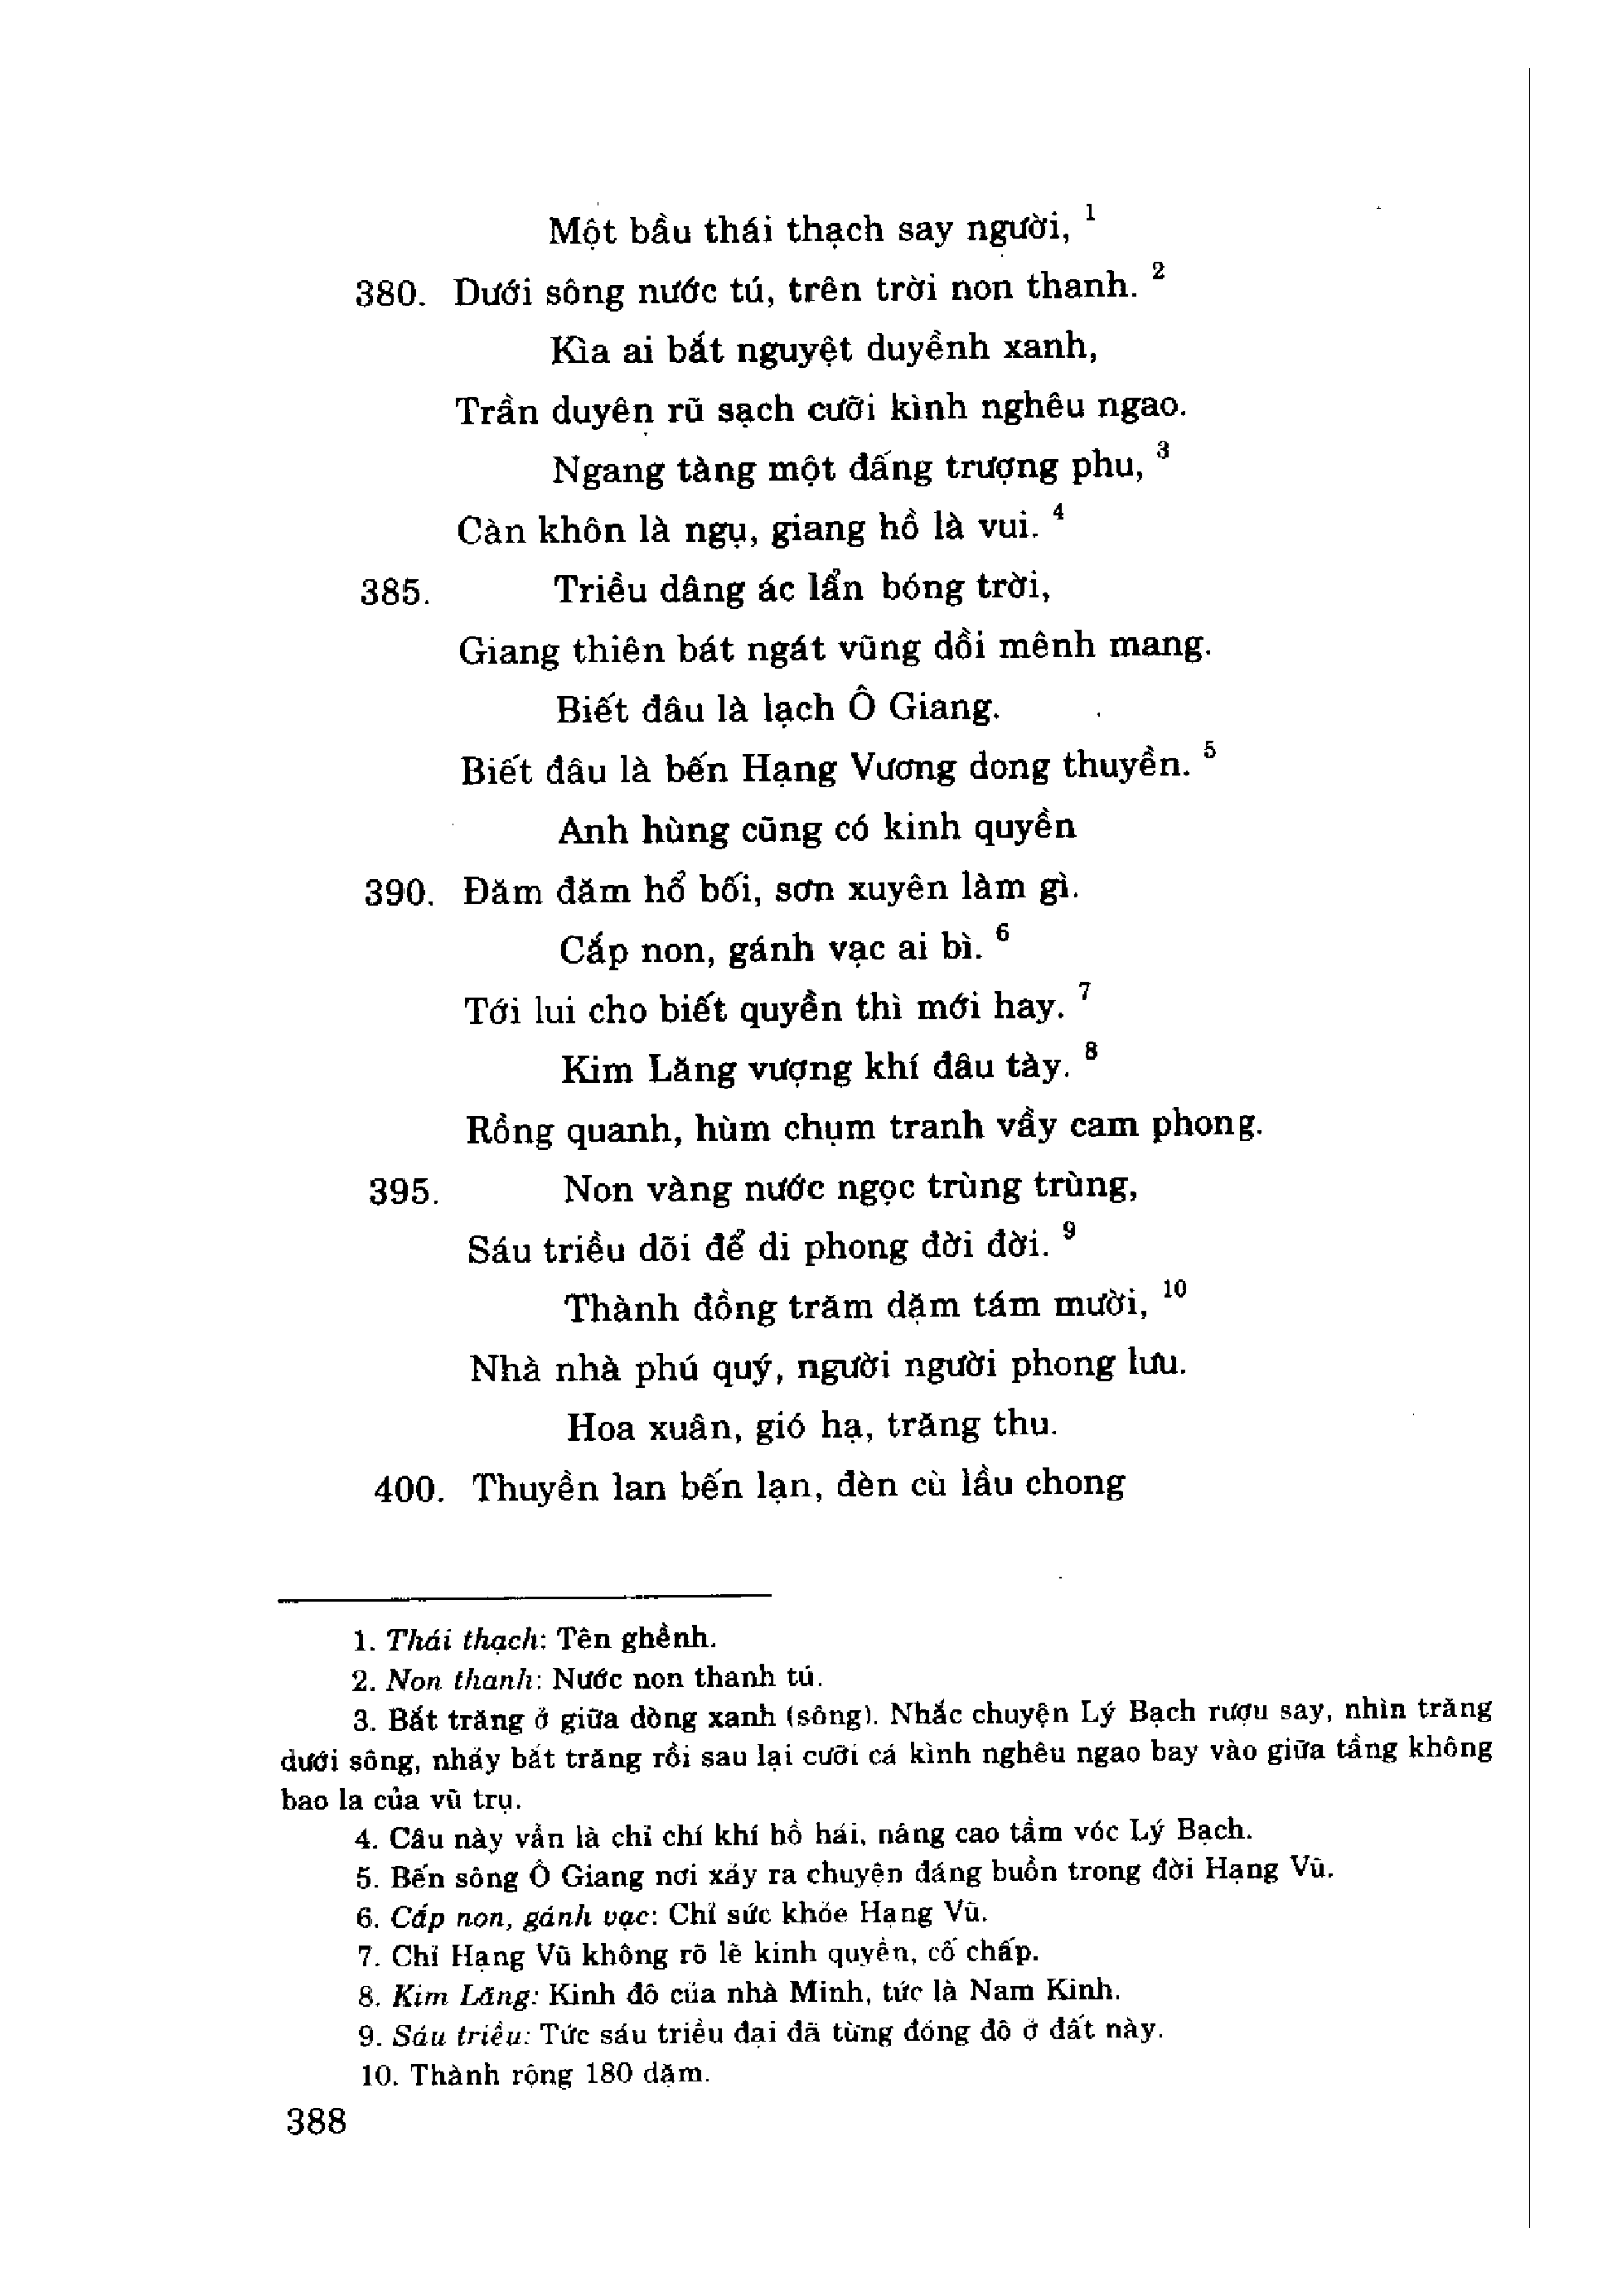 Một bầu thái thạch say người, 1
380. Dưới sông nước tú, trên trời non thanh. 2
Kìa ai bắt nguyệt duyềnh xanh,
Trần duyên rũ sạch cưỡi kình nghêu ngao.
Ngang tàng một đấng trượng phu, 3
Càn khôn là ngụ, giang hồ là vui. 4
385. Triều dâng ác lẩn bóng trời,
Giang thiên bát ngát vũng dồi mênh mang.
Biết đâu là lạch Ô Giang.
Biết đâu là bến Hạng Vương dong thuyền. 5
Anh hùng cũng có kinh quyền
390. Đăm đăm hổ bối, sơn xuyên làm gì.
Cắp non, gánh vạc ai bì. 6
Tới lui cho biết quyền thì mới hay. 7
Kim Lăng vượng khí đâu tày. 8
Rồng quanh, hùm chụm tranh vầy cam phong.
395. Non vàng nước ngọc trùng trùng,
Sáu triều dõi để di phong đời đời. 9
Thành đồng trăm dặm tám mười, 10
Nhà nhà phú quý, người người phong lưu.
Hoa xuân, gió hạ, trăng thu.
400. Thuyền lan bến lạn, đèn cù lầu chong
1. Thái thạch: Tên ghềnh.
2. Non thanh: Nước non thanh tú.
3. Bắt trăng ở giữa dòng xanh (sông). Nhắc chuyện Lý Bạch rượu say, nhìn trăng
dưới sông, nhảy bắt trăng rồi sau lại cưỡi cá kình nghêu ngao bay vào giữa tầng không
bao la của vũ trụ.
4. Câu này vẫn là chỉ chí khí hồ hải, nâng cao tầm vóc Lý Bạch.
5. Bến sông Ô Giang nơi xảy ra chuyện đáng buồn trong đời Hạng Vũ.
6. Cắp non, gánh vạc: Chỉ sức khỏe Hạng Vũ.
7. Chỉ Hạng Vũ không rõ lẽ kinh quyền, cố chấp.
8. Kim Lăng: Kinh đô của nhà Minh, tức là Nam Kinh.
9. Sáu triều: Tức sáu triều đại đã từng đóng đô ở đất này.
10. Thành rộng 180 dặm.
388